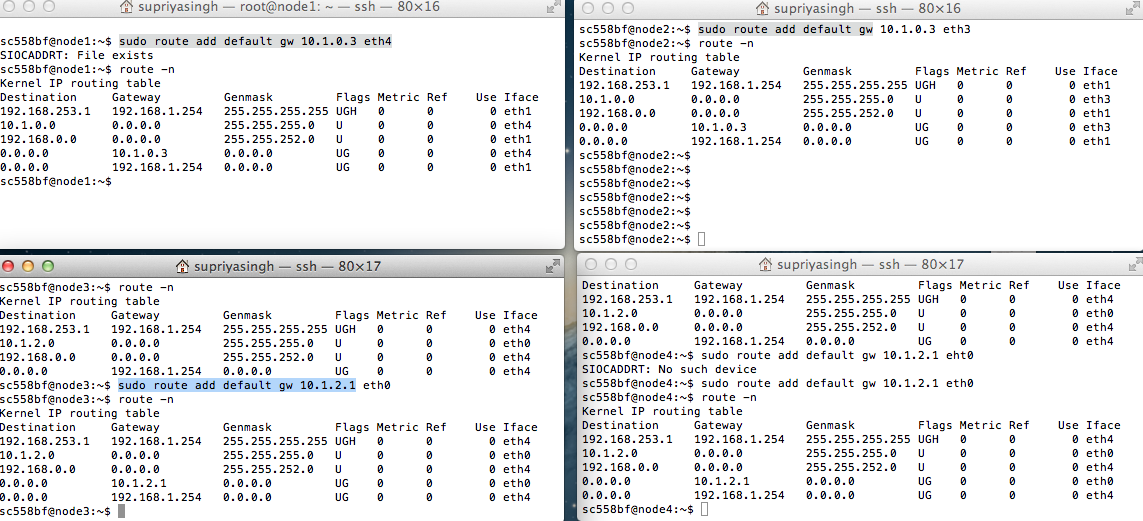 supriyasingh — root@node1: ~ — ssh — 80×16
sc558bf@node1:~$ sudo route add default gw 10.1.0.3 eth4
SIOCADDRT: File exists
sc558bf@node1:~$ route -n
Kernel IP routing table
Destination     Gateway         Genmask         Flags Metric Ref    Use Iface
192.168.253.1   192.168.1.254   255.255.255.255 UGH   0      0        0 eth1
10.1.0.0        0.0.0.0         255.255.255.0   U     0      0        0 eth4
192.168.0.0     0.0.0.0         255.255.252.0   U     0      0        0 eth1
0.0.0.0         10.1.0.3        0.0.0.0         UG    0      0        0 eth4
0.0.0.0         192.168.1.254   0.0.0.0         UG    0      0        0 eth1
sc558bf@node1:~$
supriyasingh — ssh — 80×16
sc558bf@node2:~$ sudo route add default gw 10.1.0.3 eth3
sc558bf@node2:~$ route -n
Kernel IP routing table
Destination     Gateway         Genmask         Flags Metric Ref    Use Iface
192.168.253.1   192.168.1.254   255.255.255.255 UGH   0      0        0 eth1
10.1.0.0        0.0.0.0         255.255.255.0   U     0      0        0 eth3
192.168.0.0     0.0.0.0         255.255.252.0   U     0      0        0 eth1
0.0.0.0         10.1.0.3        0.0.0.0         UG    0      0        0 eth3
0.0.0.0         192.168.1.254   0.0.0.0         UG    0      0        0 eth1
sc558bf@node2:~$
sc558bf@node2:~$
sc558bf@node2:~$
sc558bf@node2:~$
sc558bf@node2:~$
sc558bf@node2:~$
sc558bf@node2:~$
supriyasingh — ssh — 80×17
sc558bf@node3:~$ route -n
Kernel IP routing table
Destination     Gateway         Genmask         Flags Metric Ref    Use Iface
192.168.253.1   192.168.1.254   255.255.255.255 UGH   0      0        0 eth4
10.1.2.0        0.0.0.0         255.255.255.0   U     0      0        0 eth0
192.168.0.0     0.0.0.0         255.255.252.0   U     0      0        0 eth4
0.0.0.0         192.168.1.254   0.0.0.0         UG    0      0        0 eth4
sc558bf@node3:~$ sudo route add default gw 10.1.2.1 eth0
sc558bf@node3:~$ route -n
Kernel IP routing table
Destination     Gateway         Genmask         Flags Metric Ref    Use Iface
192.168.253.1   192.168.1.254   255.255.255.255 UGH   0      0        0 eth4
10.1.2.0        0.0.0.0         255.255.255.0   U     0      0        0 eth0
192.168.0.0     0.0.0.0         255.255.252.0   U     0      0        0 eth4
0.0.0.0         10.1.2.1        0.0.0.0         UG    0      0        0 eth0
0.0.0.0         192.168.1.254   0.0.0.0         UG    0      0        0 eth4
sc558bf@node3:~$
supriyasingh — ssh — 80×17
Destination     Gateway         Genmask         Flags Metric Ref    Use Iface
192.168.253.1   192.168.1.254   255.255.255.255 UGH   0      0        0 eth4
10.1.2.0        0.0.0.0         255.255.255.0   U     0      0        0 eth0
192.168.0.0     0.0.0.0         255.255.252.0   U     0      0        0 eth4
0.0.0.0         192.168.1.254   0.0.0.0         UG    0      0        0 eth4
sc558bf@node4:~$ sudo route add default gw 10.1.2.1 eht0
SIOCADDRT: No such device
sc558bf@node4:~$ sudo route add default gw 10.1.2.1 eth0
sc558bf@node4:~$ route -n
Kernel IP routing table
Destination     Gateway         Genmask         Flags Metric Ref    Use Iface
192.168.253.1   192.168.1.254   255.255.255.255 UGH   0      0        0 eth4
10.1.2.0        0.0.0.0         255.255.255.0   U     0      0        0 eth0
192.168.0.0     0.0.0.0         255.255.252.0   U     0      0        0 eth4
0.0.0.0         10.1.2.1        0.0.0.0         UG    0      0        0 eth0
0.0.0.0         192.168.1.254   0.0.0.0         UG    0      0        0 eth4
sc558bf@node4:~$